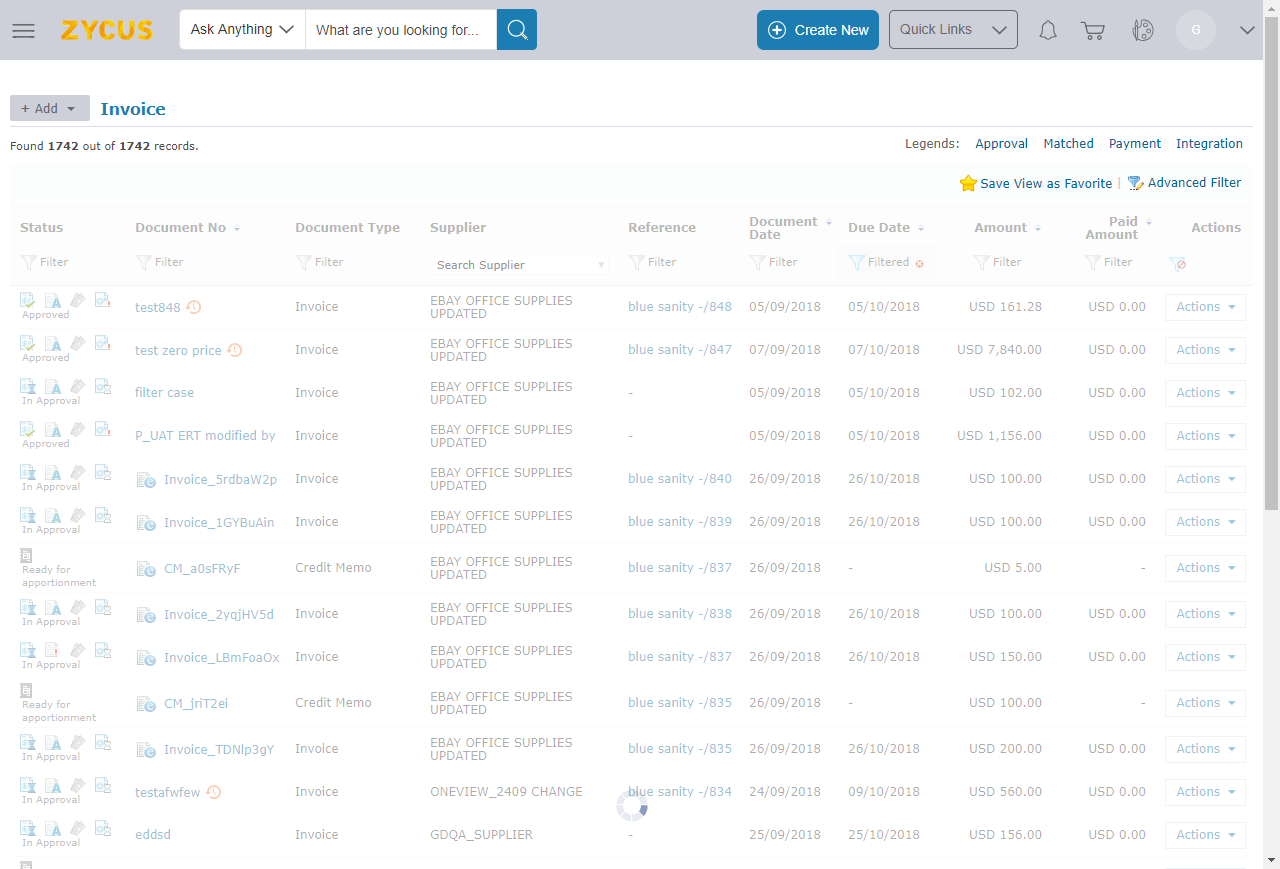 ZYCUS Ask Anything What are you looking for... Create New Quick Links G
+ Add Invoice
Found 1742 out of 1742 records. Legends: Approval Matched Payment Integration
Save View as Favorite | Advanced Filter
Status Document No Document Type Supplier Reference Document Date Due Date Amount Paid Amount Actions
Filter Filter Filter Search Supplier Filter Filter Filtered Filter Filter
Approved test848 Invoice EBAY OFFICE SUPPLIES UPDATED blue sanity -/848 05/09/2018 05/10/2018 USD 161.28 USD 0.00 Actions
Approved test zero price Invoice EBAY OFFICE SUPPLIES UPDATED blue sanity -/847 07/09/2018 07/10/2018 USD 7,840.00 USD 0.00 Actions
In Approval filter case Invoice EBAY OFFICE SUPPLIES UPDATED - 05/09/2018 05/09/2018 USD 102.00 USD 0.00 Actions
Approved P_UAT ERT modified by Invoice EBAY OFFICE SUPPLIES UPDATED - 05/09/2018 05/10/2018 USD 1,156.00 USD 0.00 Actions
In Approval Invoice_5rdbaW2p Invoice EBAY OFFICE SUPPLIES UPDATED blue sanity -/840 26/09/2018 26/10/2018 USD 100.00 USD 0.00 Actions
In Approval Invoice_1GYBuAin Invoice EBAY OFFICE SUPPLIES UPDATED blue sanity -/839 26/09/2018 26/10/2018 USD 100.00 USD 0.00 Actions
Ready for apportionment CM_a0sFRyF Credit Memo EBAY OFFICE SUPPLIES UPDATED blue sanity -/837 26/09/2018 - USD 5.00 - Actions
In Approval Invoice_2yqjHV5d Invoice EBAY OFFICE SUPPLIES UPDATED blue sanity -/838 26/09/2018 26/10/2018 USD 100.00 USD 0.00 Actions
In Approval Invoice_LBmFoaOx Invoice EBAY OFFICE SUPPLIES UPDATED blue sanity -/837 26/09/2018 26/10/2018 USD 150.00 USD 0.00 Actions
Ready for apportionment CM_jriT2ei Credit Memo EBAY OFFICE SUPPLIES UPDATED blue sanity -/835 26/09/2018 - USD 100.00 - Actions
In Approval Invoice_TDNlp3gY Invoice EBAY OFFICE SUPPLIES UPDATED blue sanity -/835 26/09/2018 26/10/2018 USD 200.00 USD 0.00 Actions
In Approval testafwfew Invoice ONEVIEW_2409 CHANGE blue sanity -/834 24/09/2018 09/10/2018 USD 560.00 USD 0.00 Actions
In Approval eddsd Invoice GDQA_SUPPLIER - 25/09/2018 25/10/2018 USD 156.00 USD 0.00 Actions